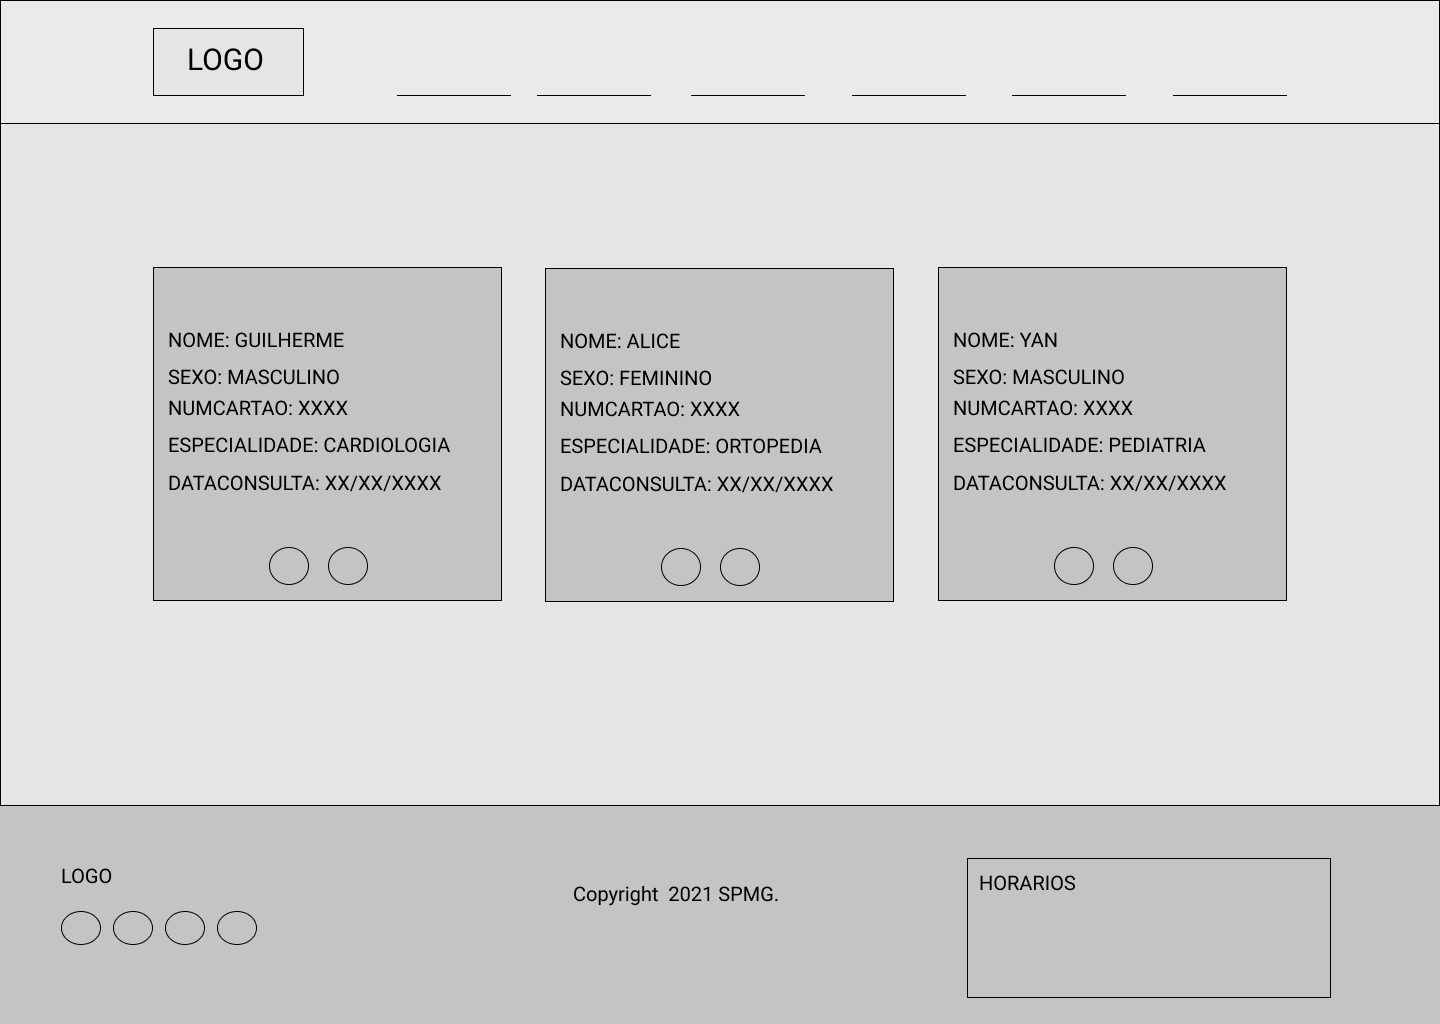 LOGO
NOME: GUILHERME
SEXO: MASCULINO
NUMCARTAO: XXXX
ESPECIALIDADE: CARDIOLOGIA
DATACONSULTA: XX/XX/XXXX
NOME: ALICE
SEXO: FEMININO
NUMCARTAO: XXXX
ESPECIALIDADE: ORTOPEDIA
DATACONSULTA: XX/XX/XXXX
NOME: YAN
SEXO: MASCULINO
NUMCARTAO: XXXX
ESPECIALIDADE: PEDIATRIA
DATACONSULTA: XX/XX/XXXX
LOGO
Copyright  2021 SPMG.
HORARIOS